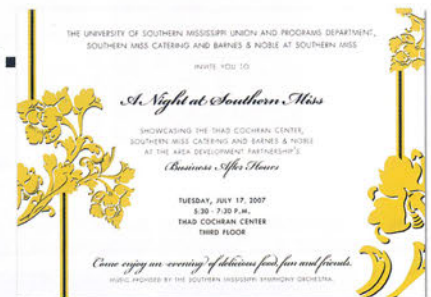 THE UNIVERSITY OF SOUTHERN MISSISSIPPI UNION AND PROGRAMS DEPARTMENT,
SOUTHERN MISS CATERING AND BARNES & NOBLE AT SOUTHERN MISS
INVITE YOU TO
A Night at Southern Miss
SHOWCASING THE THAD COCHRAN CENTER,
SOUTHERN MISS CATERING AND BARNES & NOBLE
AT THE AREA DEVELOPMENT PARTNERSHIP'S
Business After Hours
TUESDAY, JULY 17, 2007
5:30 - 7:30 P.M.
THAD COCHRAN CENTER
THIRD FLOOR
Come enjoy an evening of delicious food, fun and friends.
MUSIC PROVIDED BY THE SOUTHERN MISSISSIPPI SYMPHONY ORCHESTRA.